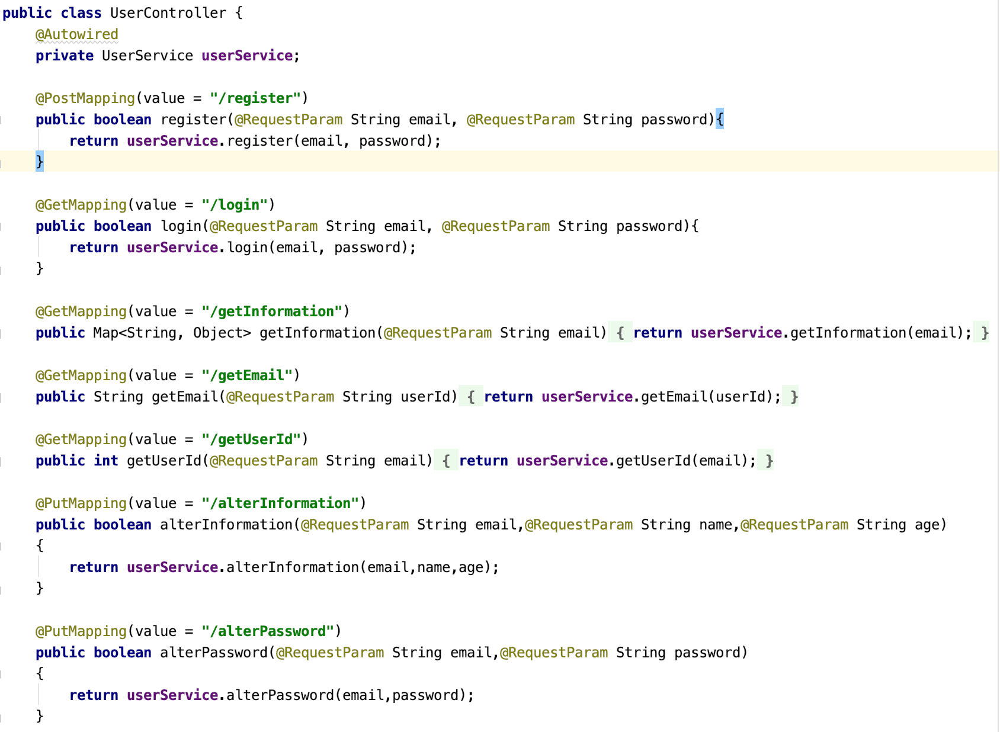 public class UserController {
    @Autowired
    private UserService userService;

    @PostMapping(value = "/register")
    public boolean register(@RequestParam String email, @RequestParam String password){
        return userService.register(email, password);
    }

    @GetMapping(value = "/login")
    public boolean login(@RequestParam String email, @RequestParam String password){
        return userService.login(email, password);
    }

    @GetMapping(value = "/getInformation")
    public Map<String, Object> getInformation(@RequestParam String email) { return userService.getInformation(email); }

    @GetMapping(value = "/getEmail")
    public String getEmail(@RequestParam String userId) { return userService.getEmail(userId); }

    @GetMapping(value = "/getUserId")
    public int getUserId(@RequestParam String email) { return userService.getUserId(email); }

    @PutMapping(value = "/alterInformation")
    public boolean alterInformation(@RequestParam String email,@RequestParam String name,@RequestParam String age)
    {
        return userService.alterInformation(email,name,age);
    }

    @PutMapping(value = "/alterPassword")
    public boolean alterPassword(@RequestParam String email,@RequestParam String password)
    {
        return userService.alterPassword(email,password);
    }